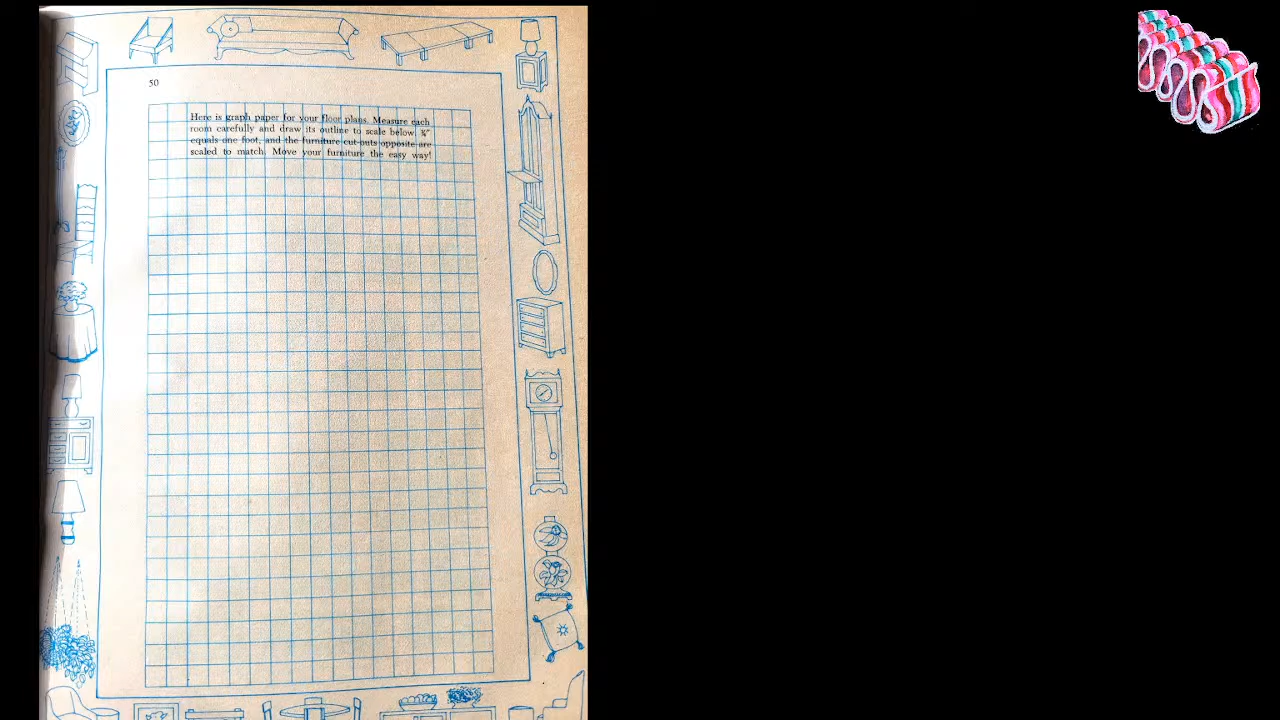 50
Here is graph paper for your floor plans. Measure each
room carefully and draw its outline to scale below. ¼"
equals one foot, and the furniture cut-outs opposite are
scaled to match. Move your furniture the easy way!